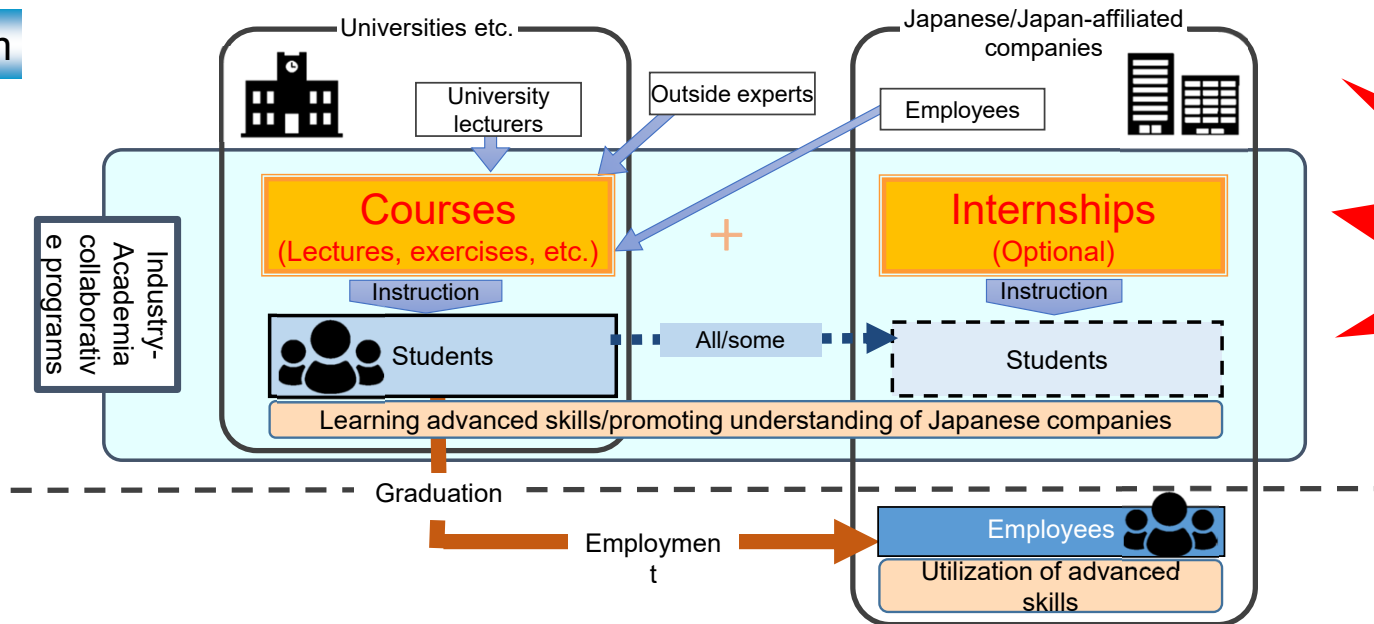 n
Universities etc.
Japanese/Japan-affiliated
companies
University
lecturers
Outside experts
Employees
Industry-
Academia
collaborativ
e programs
Courses
(Lectures, exercises, etc.)
+
Internships
(Optional)
Instruction
Instruction
Students
All/some
Students
Learning advanced skills/promoting understanding of Japanese companies
Graduation
Employmen
t
Employees
Utilization of advanced
skills